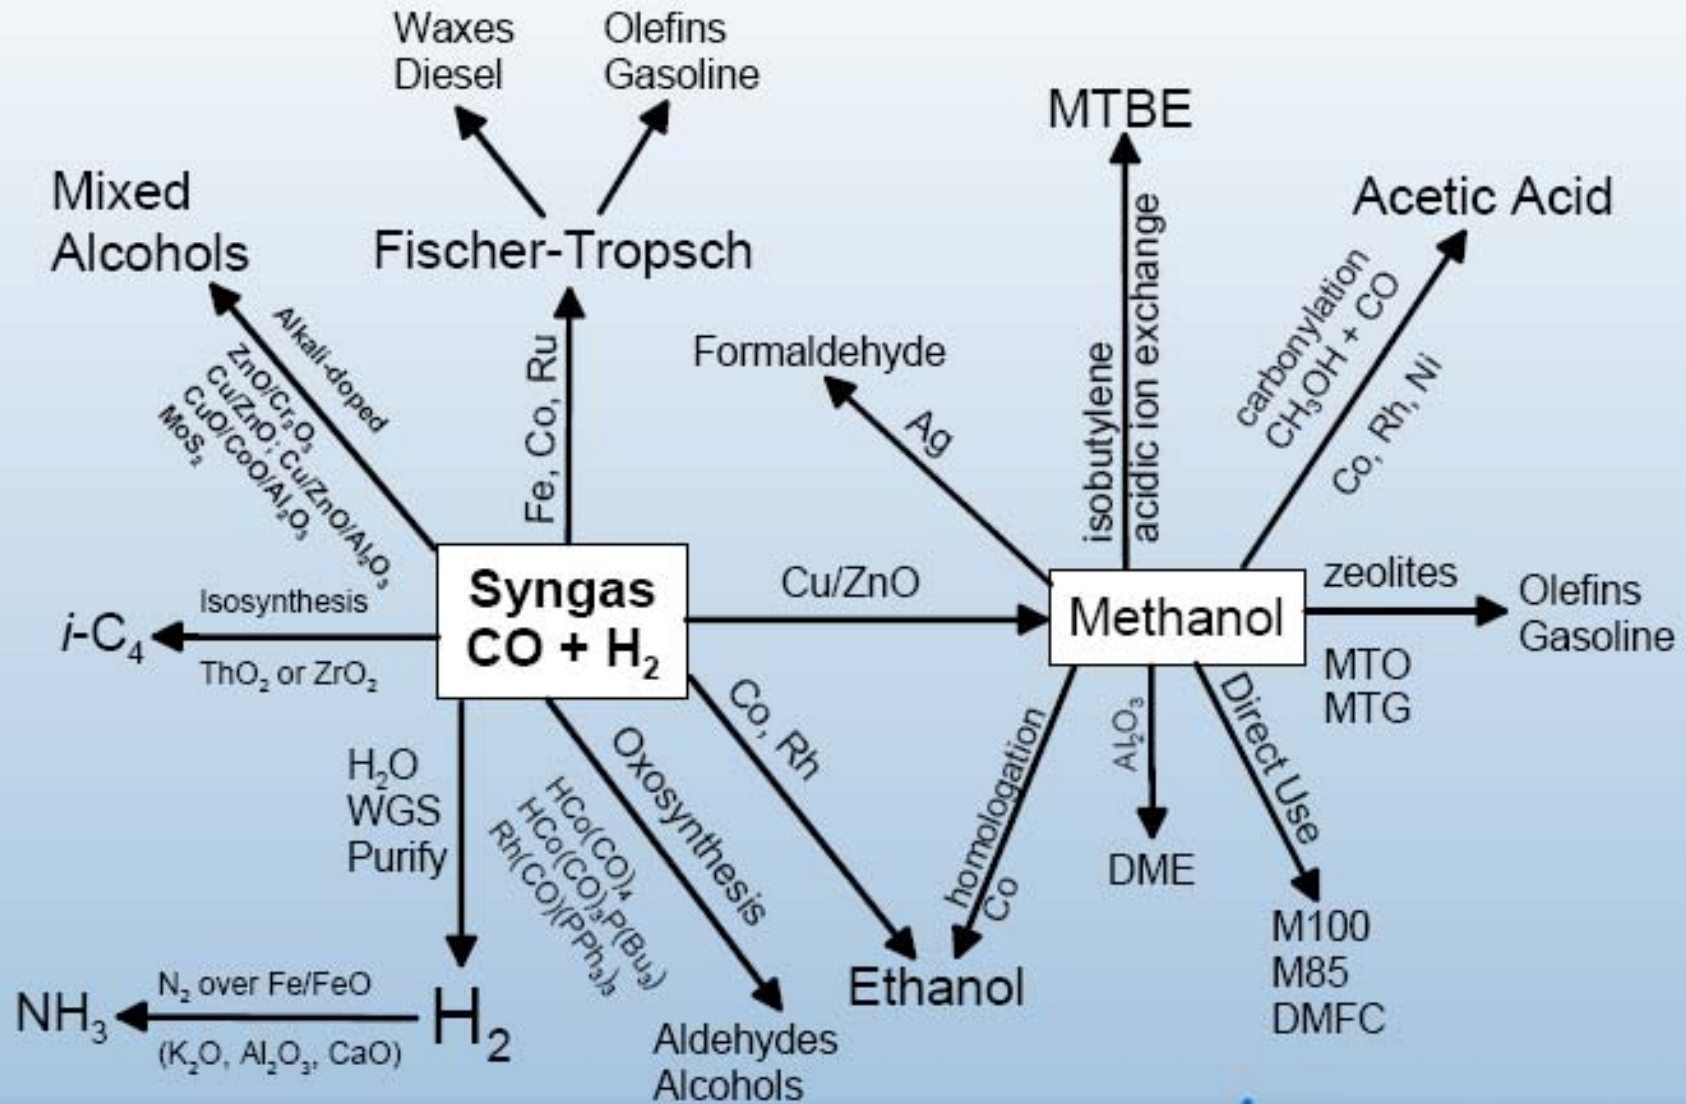 Waxes
Diesel
Olefins
Gasoline
MTBE
Mixed
Alcohols
Fischer-Tropsch
Acetic Acid
Alkali-doped
ZnO/Cr₂O₃
Cu/ZnO; Cu/ZnO/Al₂O₃
CuO/CoO/Al₂O₃
MoS₂
Fe, Co, Ru
Formaldehyde
Ag
isobutylene
acidic ion exchange
carbonylation
CH₃OH + CO
Co, Rh, Ni
Syngas
CO + H₂
Cu/ZnO
Methanol
zeolites
MTO
MTG
Olefins
Gasoline
Isosynthesis
i-C₄
ThO₂ or ZrO₂
H₂O
WGS
Purify
Oxosynthesis
HCo(CO)₄
HCo(CO)₃P(Bu₃)
Rh(CO)(PPh₃)₃
Co, Rh
homologation
Co
Al₂O₃
Direct Use
DME
M100
M85
DMFC
Ethanol
Aldehydes
Alcohols
N₂ over Fe/FeO
NH₃
H₂
(K₂O, Al₂O₃, CaO)